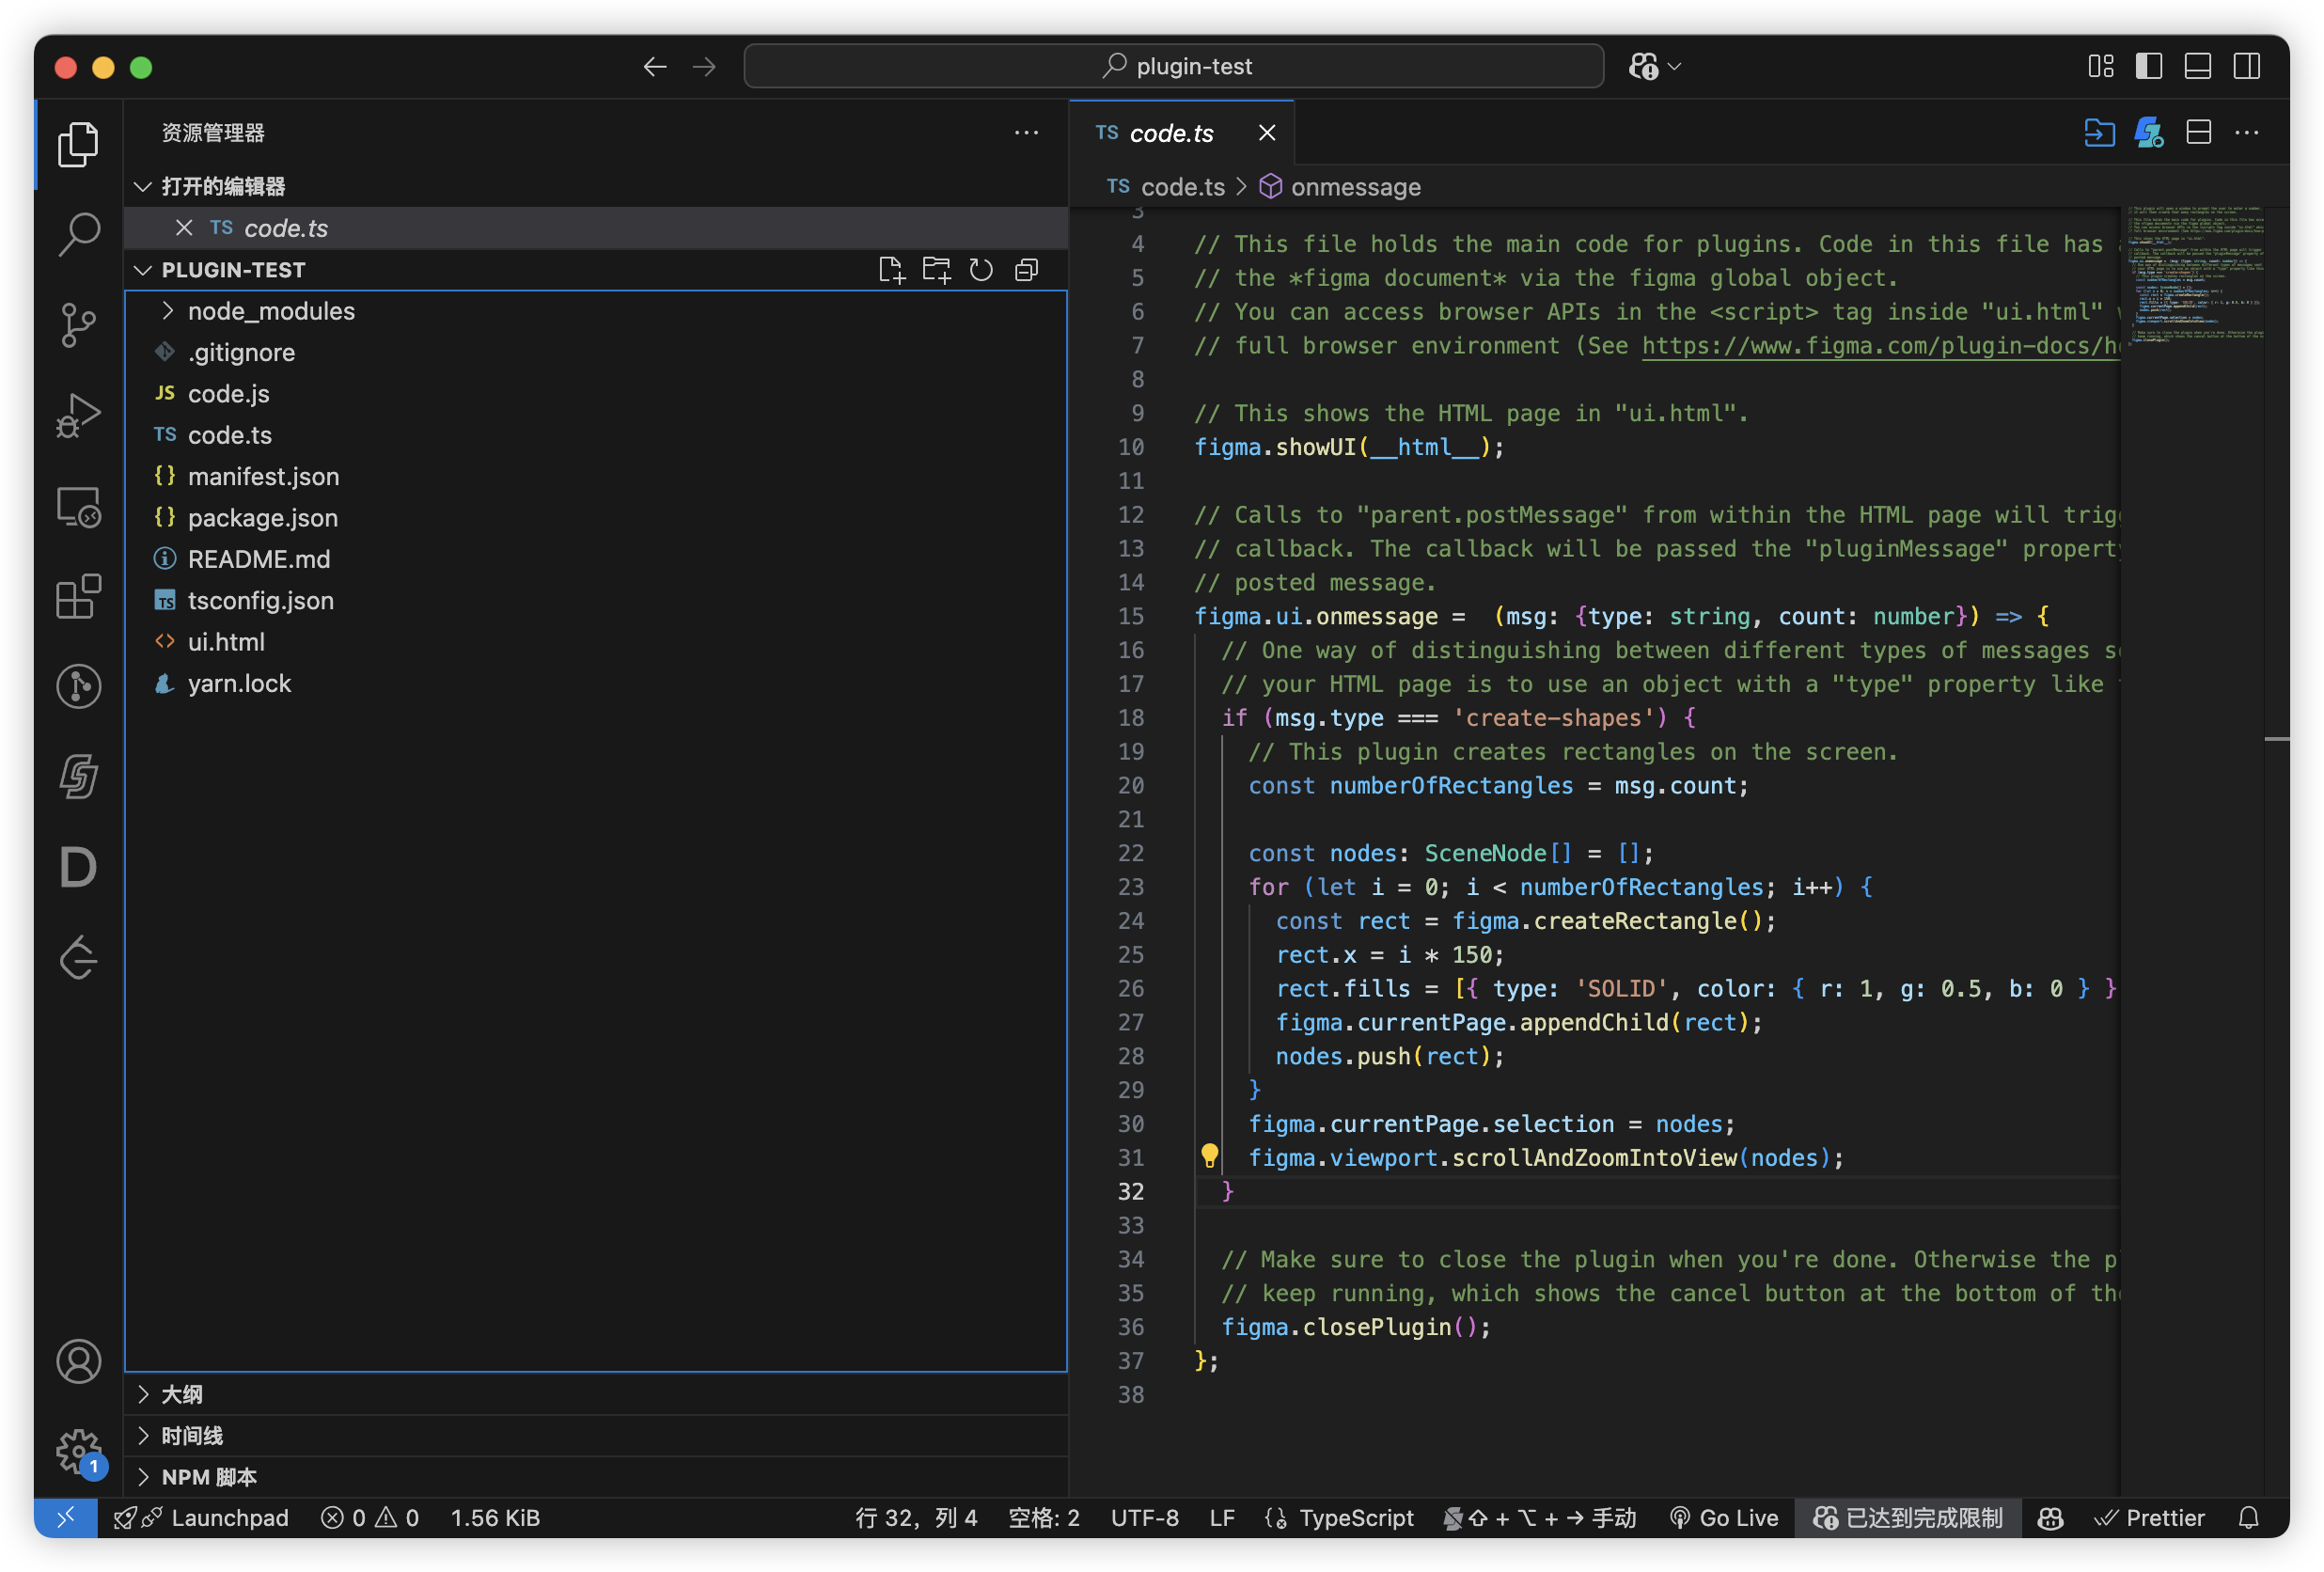 plugin-test
资源管理器
打开的编辑器
TS code.ts
PLUGIN-TEST
node_modules
.gitignore
JS code.js
TS code.ts
{} manifest.json
{} package.json
README.md
TS tsconfig.json
ui.html
yarn.lock
大纲
时间线
NPM 脚本
TS code.ts
TS code.ts > onmessage
3
4 // This file holds the main code for plugins. Code in this file has
5 // the *figma document* via the figma global object.
6 // You can access browser APIs in the <script> tag inside "ui.html"
7 // full browser environment (See https://www.figma.com/plugin-docs/h
8
9 // This shows the HTML page in "ui.html".
10 figma.showUI(__html__);
11
12 // Calls to "parent.postMessage" from within the HTML page will trig
13 // callback. The callback will be passed the "pluginMessage" property
14 // posted message.
15 figma.ui.onmessage =  (msg: {type: string, count: number}) => {
16 // One way of distinguishing between different types of messages s
17 // your HTML page is to use an object with a "type" property like
18 if (msg.type === 'create-shapes') {
19 // This plugin creates rectangles on the screen.
20 const numberOfRectangles = msg.count;
21
22 const nodes: SceneNode[] = [];
23 for (let i = 0; i < numberOfRectangles; i++) {
24 const rect = figma.createRectangle();
25 rect.x = i * 150;
26 rect.fills = [{ type: 'SOLID', color: { r: 1, g: 0.5, b: 0 } }
27 figma.currentPage.appendChild(rect);
28 nodes.push(rect);
29 }
30 figma.currentPage.selection = nodes;
31 figma.viewport.scrollAndZoomIntoView(nodes);
32 }
33
34 // Make sure to close the plugin when you're done. Otherwise the p
35 // keep running, which shows the cancel button at the bottom of th
36 figma.closePlugin();
37 };
38
D
1
Launchpad 0 0 1.56 KiB 行 32，列 4 空格: 2 UTF-8 LF TypeScript ⇧ + ⌥ + → 手动 Go Live 已达到完成限制 Prettier